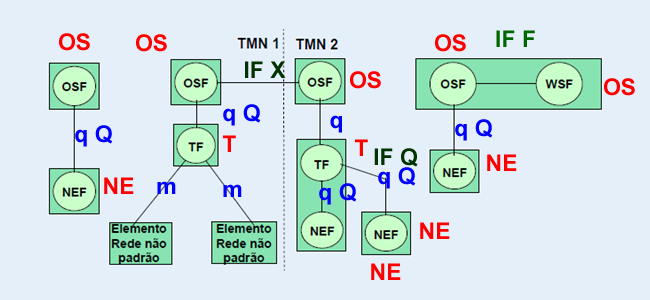 OS
OSF
q Q
NEF
NE
OS
TMN 1
TMN 2
OSF
IF X
OSF
OS
q Q
TF
T
m
m
Elemento
Rede não
padrão
Elemento
Rede não
padrão
q
TF
T
IF Q
q Q
q Q
NEF
NEF
NE
NE
OS
IF F
OSF
WSF
OS
q Q
NEF
NE